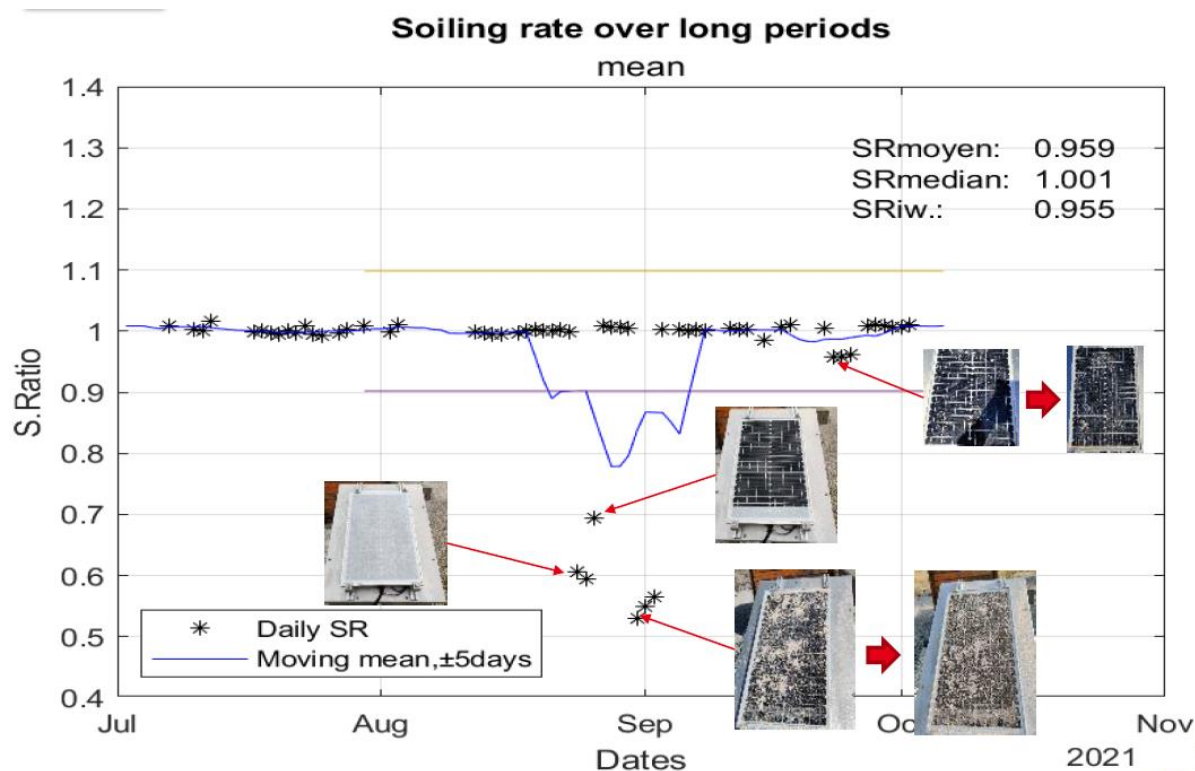 Soiling rate over long periods
mean
1.4
1.3
1.2
1.1
1
0.9
0.8
0.7
0.6
0.5
0.4
S.Ratio
SRmoyen: 0.959
SRmedian: 1.001
SRiw.: 0.955
Daily SR
Moving mean,±5days
Jul Aug Sep Oc Nov
Dates
2021